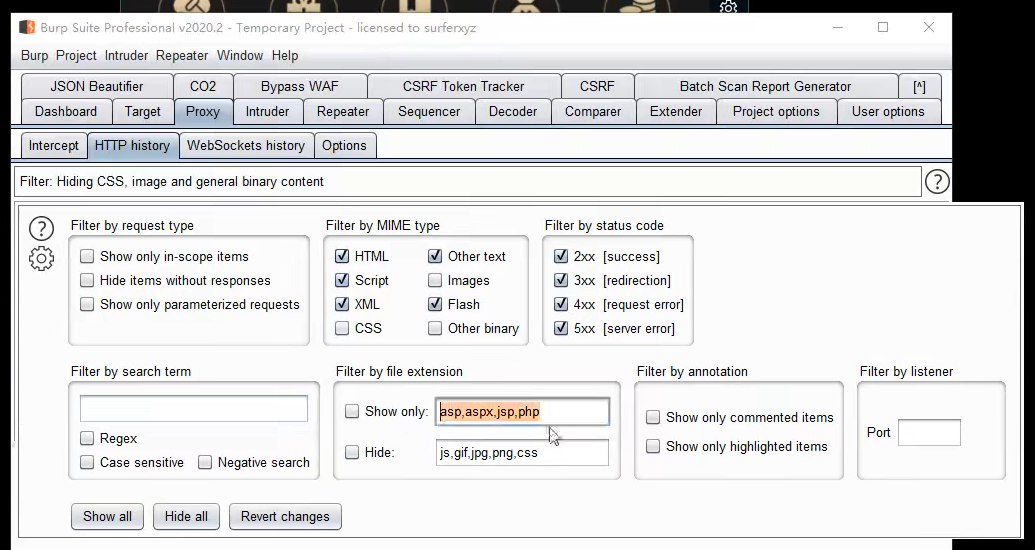 Burp Suite Professional v2020.2 - Temporary Project - licensed to surferxyz
Burp Project Intruder Repeater Window Help
JSON Beautifier CO2 Bypass WAF CSRF Token Tracker CSRF Batch Scan Report Generator [^]
Dashboard Target Proxy Intruder Repeater Sequencer Decoder Comparer Extender Project options User options
Intercept HTTP history WebSockets history Options
Filter: Hiding CSS, image and general binary content ?
? Filter by request type Filter by MIME type Filter by status code
Show only in-scope items HTML Other text 2xx [success]
Hide items without responses Script Images 3xx [redirection]
Show only parameterized requests XML Flash 4xx [request error]
CSS Other binary 5xx [server error]
Filter by search term Filter by file extension Filter by annotation Filter by listener
Show only: asp,aspx,jsp,php Show only commented items
Regex Port
Hide: js,gif,jpg,png,css Show only highlighted items
Case sensitive Negative search
Show all Hide all Revert changes